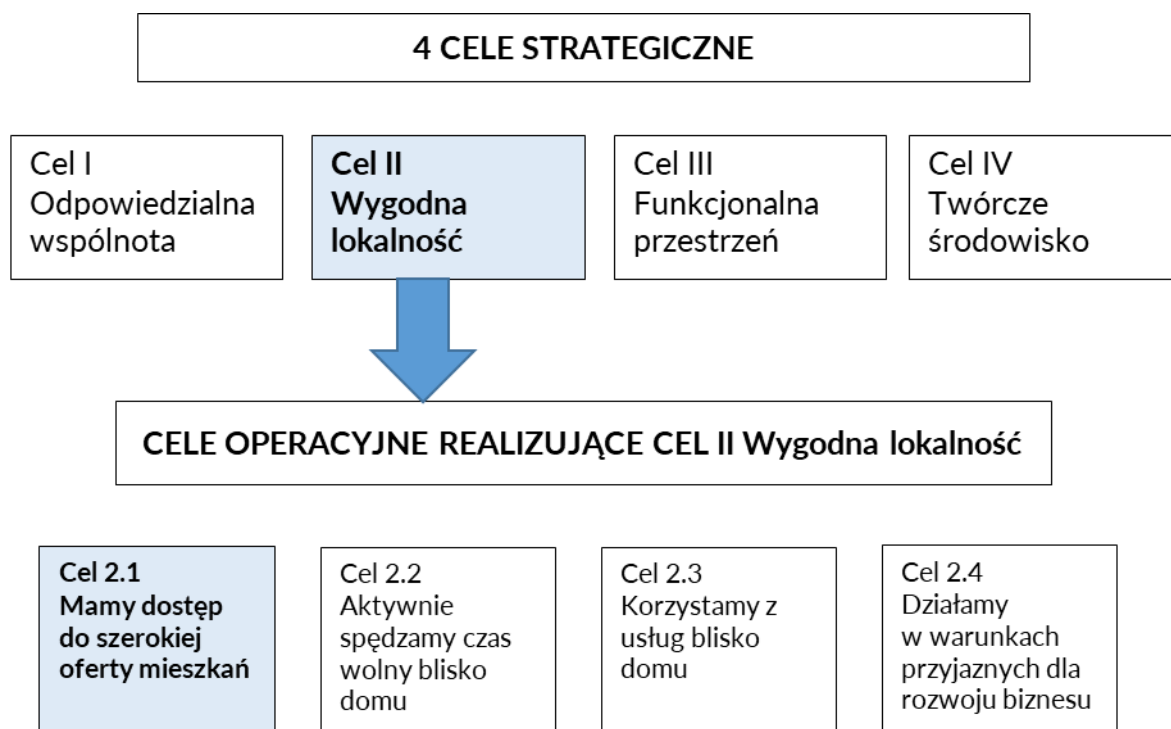 4 CELE STRATEGICZNE
Cel I
Odpowiedzialna
wspólnota
Cel II
Wygodna
lokalność
Cel III
Funkcjonalna
przestrzeń
Cel IV
Twórcze
środowisko
CELE OPERACYJNE REALIZUJĄCE CEL II Wygodna lokalność
Cel 2.1
Mamy dostęp
do szerokiej
oferty mieszkań
Cel 2.2
Aktywnie
spędzamy czas
wolny blisko
domu
Cel 2.3
Korzystamy z
usług blisko
domu
Cel 2.4
Działamy
w warunkach
przyjaznych dla
rozwoju biznesu